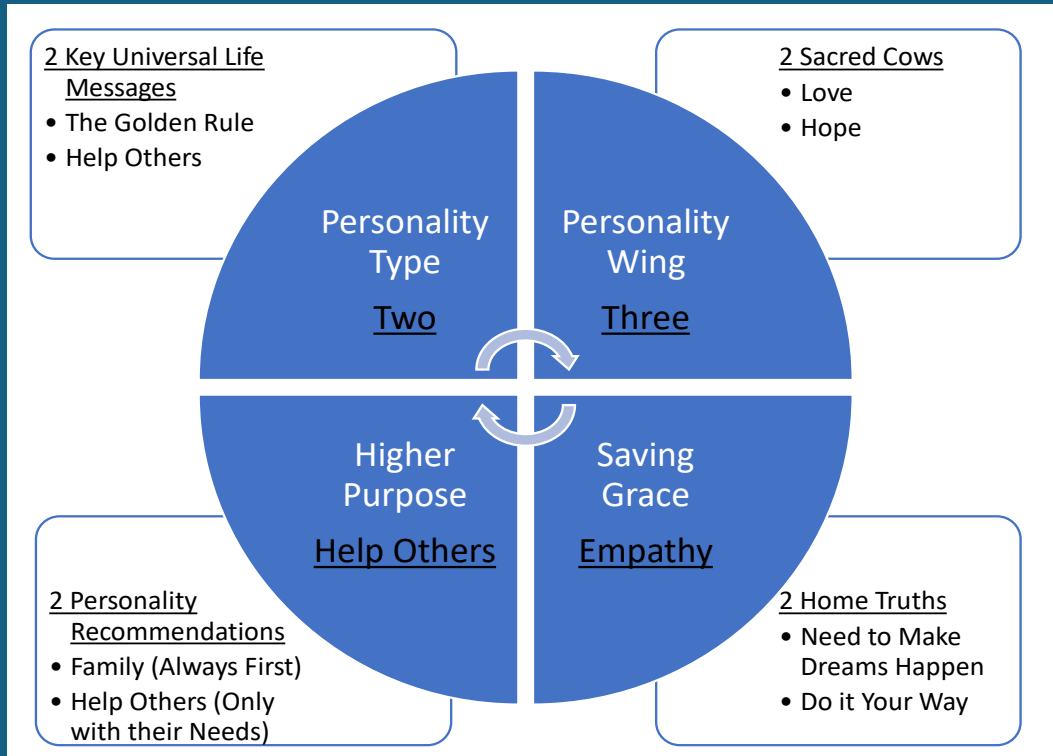 2 Key Universal Life
Messages
• The Golden Rule
• Help Others
2 Sacred Cows
• Love
• Hope
Personality
Type
Two
Personality
Wing
Three
Higher
Purpose
Help Others
Saving
Grace
Empathy
2 Personality
Recommendations
• Family (Always First)
• Help Others (Only
with their Needs)
2 Home Truths
• Need to Make
Dreams Happen
• Do it Your Way